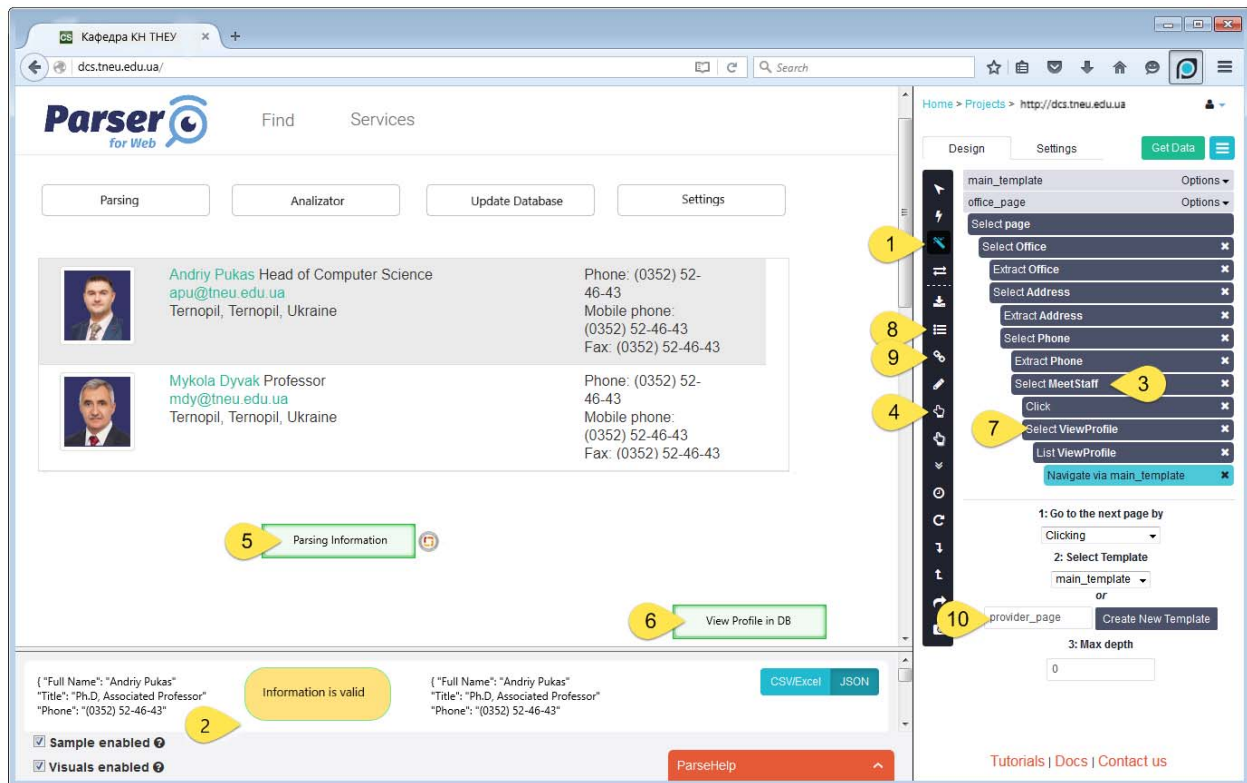 Кафедра КН ТНЕУ
dcs.tneu.edu.ua/
Search
Parser
for Web
Find
Services
Parsing
Analizator
Update Database
Settings
Andriy Pukas Head of Computer Science
apu@tneu.edu.ua
Ternopil, Ternopil, Ukraine
Phone: (0352) 52-
46-43
Mobile phone:
(0352) 52-46-43
Fax: (0352) 52-46-43
Mykola Dyvak Professor
mdy@tneu.edu.ua
Ternopil, Ternopil, Ukraine
Phone: (0352) 52-
46-43
Mobile phone:
(0352) 52-46-43
Fax: (0352) 52-46-43
5
Parsing Information
6
View Profile in DB
{ "Full Name": "Andriy Pukas"
"Title": "Ph.D, Associated Professor"
"Phone": "(0352) 52-46-43"
Information is valid
2
{ "Full Name": "Andriy Pukas"
"Title": "Ph.D, Associated Professor"
"Phone": "(0352) 52-46-43"
CSV/Excel
JSON
Sample enabled
Visuals enabled
ParseHelp
Home > Projects > http://dcs.tneu.edu.ua
Design
Settings
Get Data
main_template
Options
office_page
Options
Select page
1
Select Office
Extract Office
Select Address
Extract Address
8
Select Phone
9
Extract Phone
Select MeetStaff
3
4
Click
7
Select ViewProfile
List ViewProfile
Navigate via main_template
1: Go to the next page by
Clicking
2: Select Template
main_template
or
10
provider_page
Create New Template
3: Max depth
0
Tutorials | Docs | Contact us